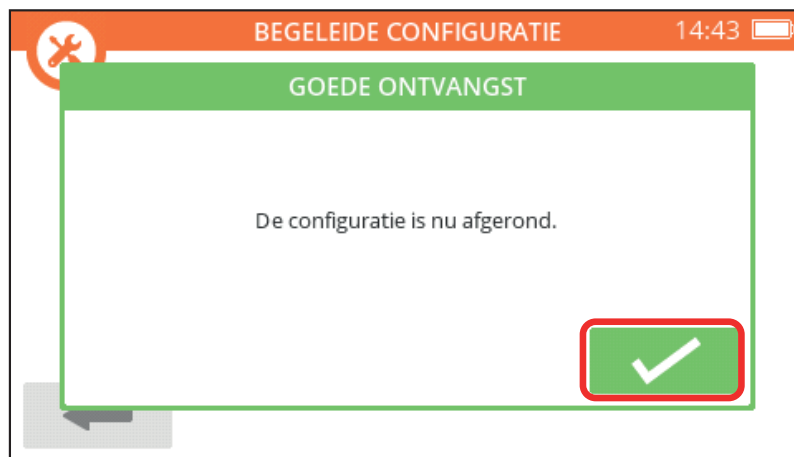 BEGELEIDE CONFIGURATIE 14:43
GOEDE ONTVANGST
De configuratie is nu afgerond.